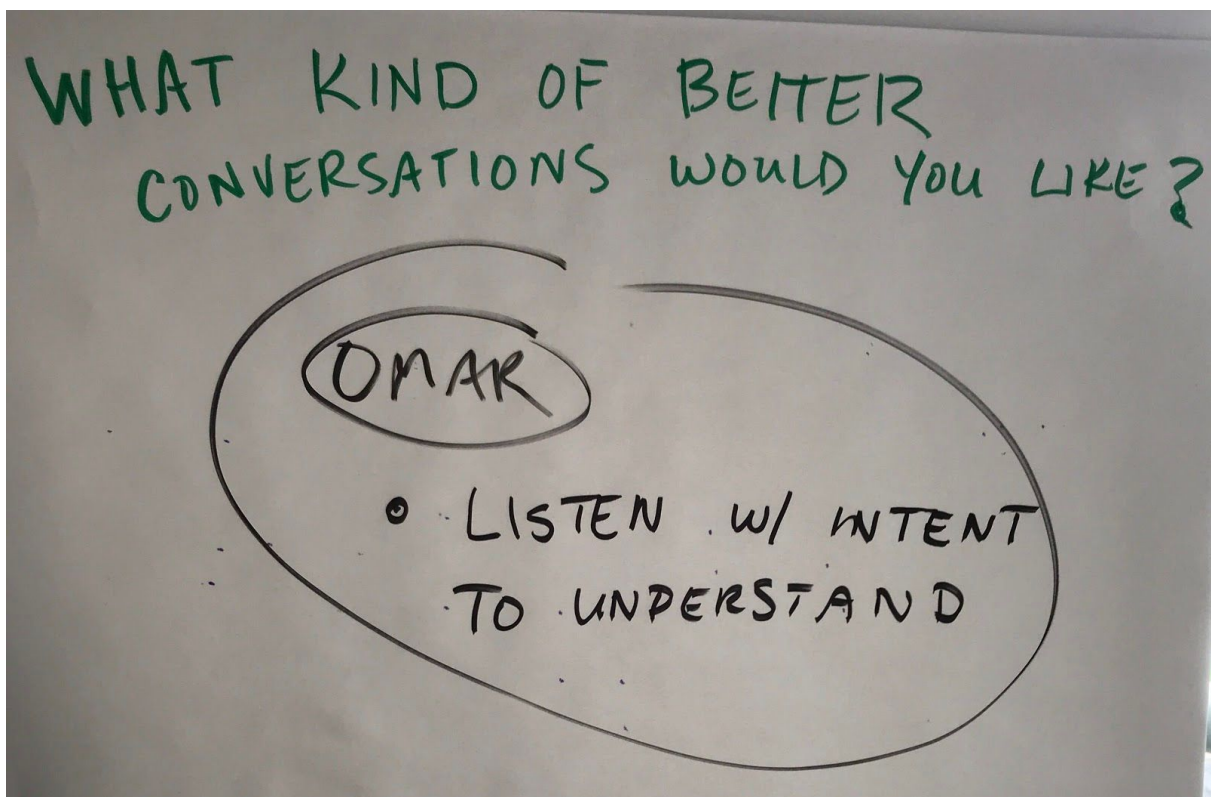 WHAT KIND OF BETTER
CONVERSATIONS WOULD YOU LIKE?
OMAR
• LISTEN W/ INTENT
TO UNDERSTAND